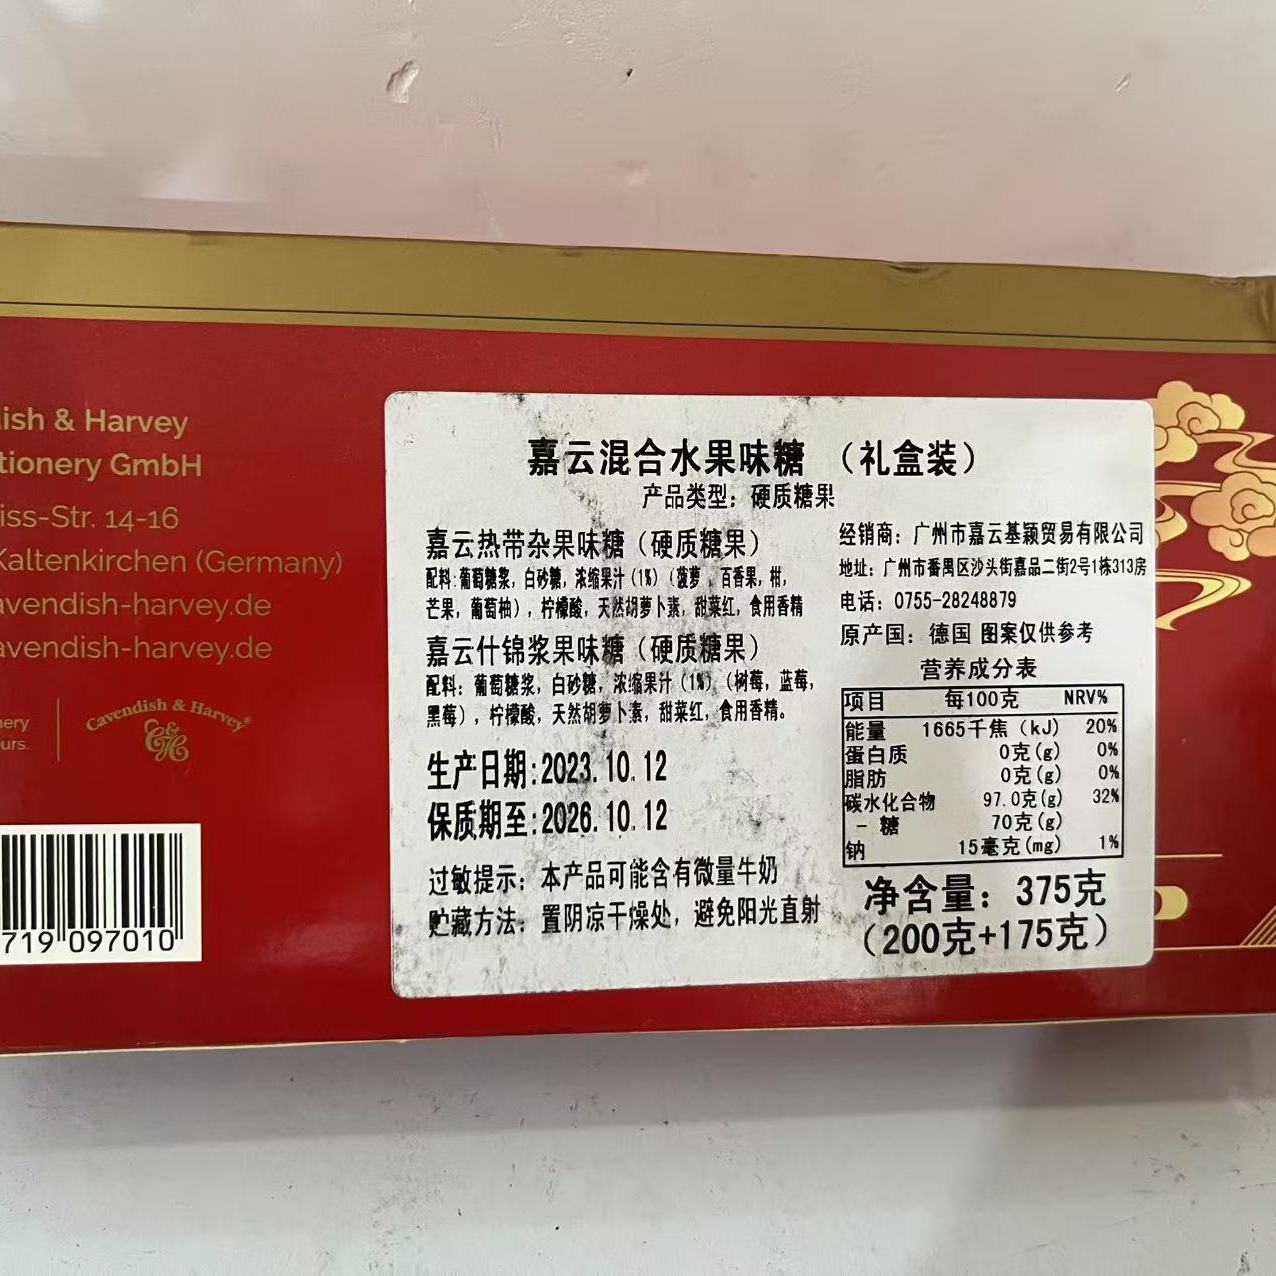 ish & Harvey
tionery GmbH
iss-Str. 14-16
Kaltenkirchen (Germany)
avendish-harvey.de
avendish-harvey.de
nery
urs.
Cavendish & Harvey®
C&H
719 097010
嘉云混合水果味糖 （礼盒装）
产品类型：硬质糖果
嘉云热带杂果味糖（硬质糖果）
配料：葡萄糖浆，白砂糖，浓缩果汁（1%）（菠萝，百香果，柑，
芒果，葡萄柚），柠檬酸，天然胡萝卜素，甜菜红，食用香精
嘉云什锦浆果味糖（硬质糖果）
配料：葡萄糖浆，白砂糖，浓缩果汁（1%）（树莓，蓝莓，
黑莓），柠檬酸，天然胡萝卜素，甜菜红，食用香精。
生产日期：2023.10.12
保质期至：2026.10.12
过敏提示：本产品可能含有微量牛奶
贮藏方法：置阴凉干燥处，避免阳光直射
经销商：广州市嘉云基颖贸易有限公司
地址：广州市番禺区沙头街嘉品二街2号1栋313房
电话：0755-28248879
原产国：德国 图案仅供参考
营养成分表
项目 每100克 NRV%
能量 1665千焦（kJ） 20%
蛋白质 0克(g) 0%
脂肪 0克(g) 0%
碳水化合物 97.0克(g) 32%
- 糖 70克(g)
钠 15毫克(mg) 1%
净含量：375克
（200克+175克）